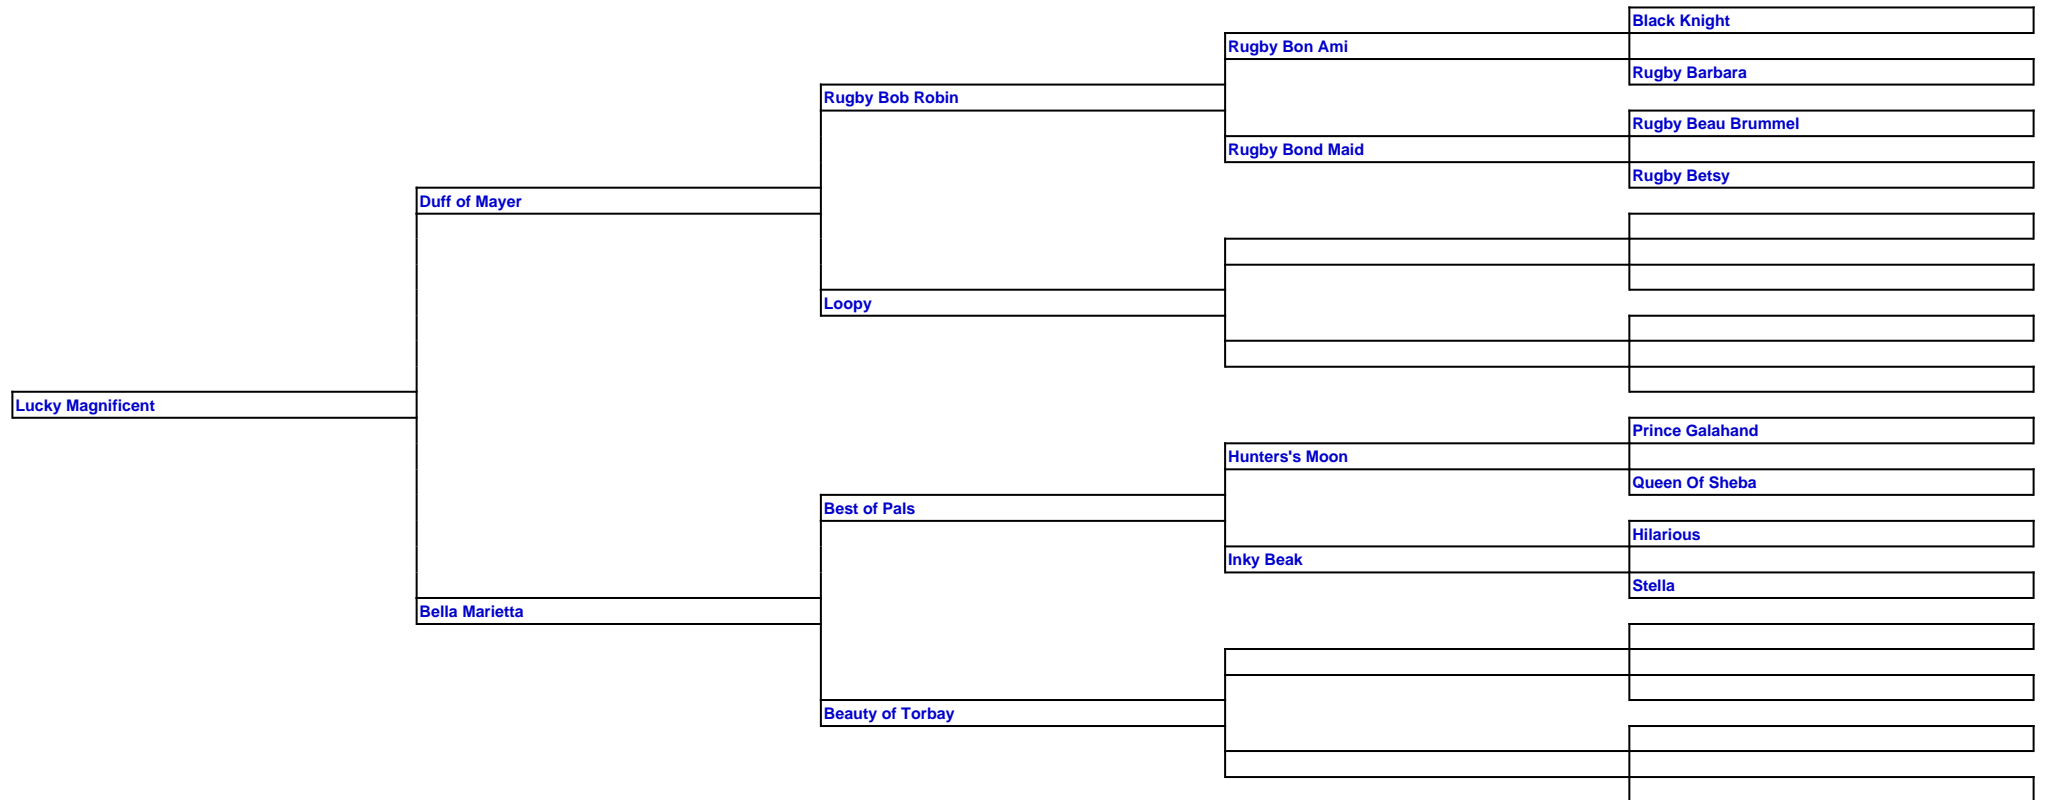 Black Knight
Rugby Bon Ami
Rugby Barbara
Rugby Bob Robin
Rugby Beau Brummel
Rugby Bond Maid
Rugby Betsy
Duff of Mayer
Loopy
Lucky Magnificent
Prince Galahand
Hunters's Moon
Queen Of Sheba
Best of Pals
Hilarious
Inky Beak
Stella
Bella Marietta
Beauty of Torbay